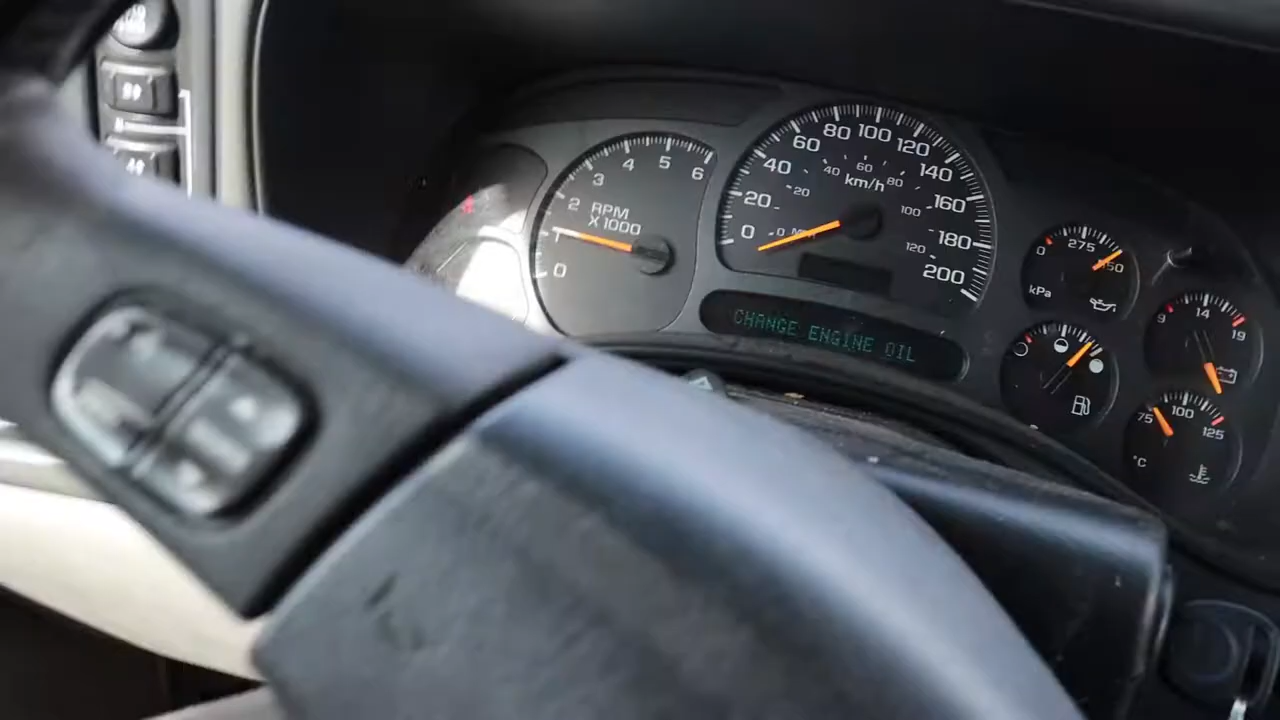 0 1 2 3 4 5 6
RPM
X1000
0 20 40 60 80 100 120 140 160 180 200
20 40 60 80 100 120
km/h
CHANGE ENGINE OIL
0 275
kPa
9 14 19
75 100 125
°C